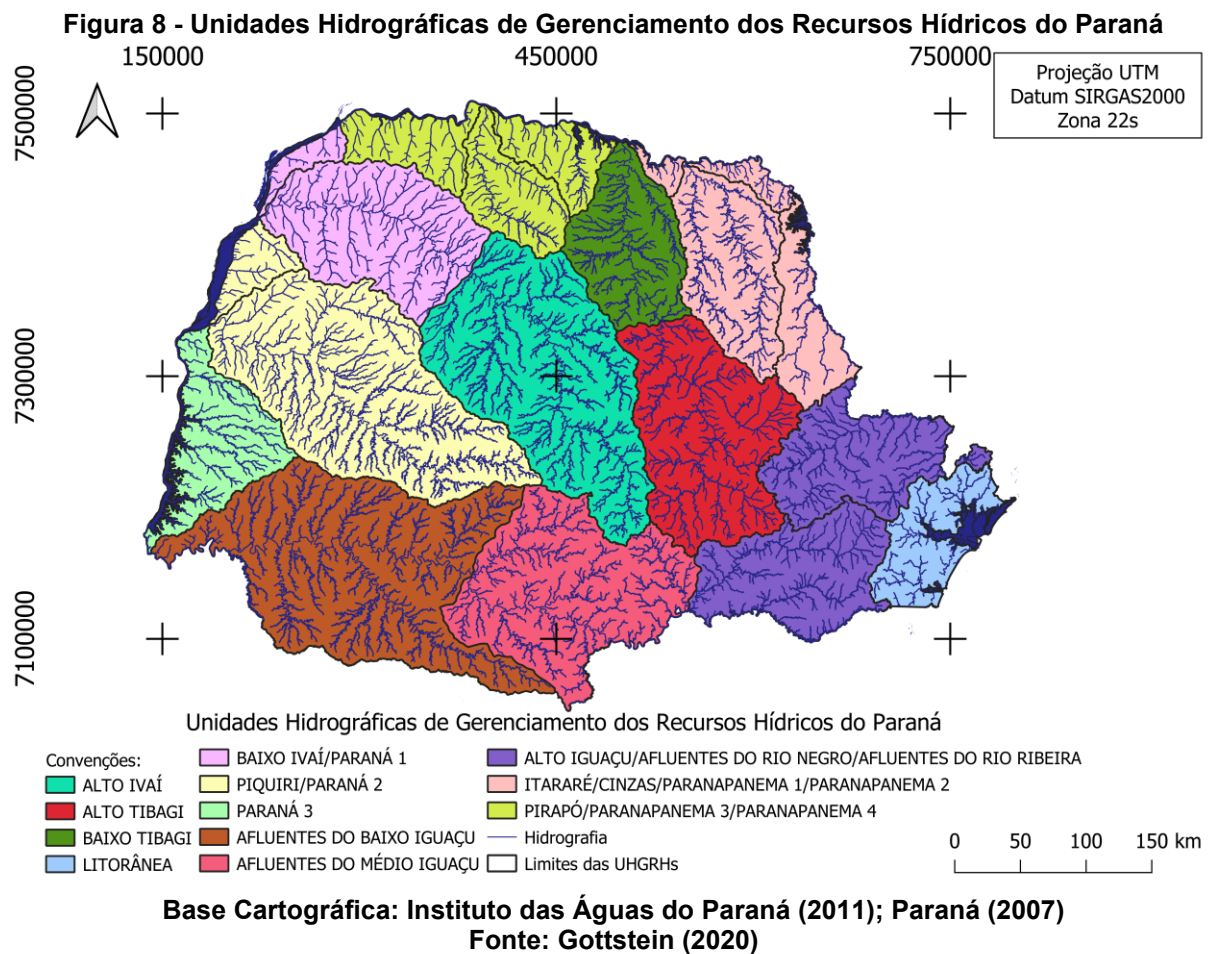 Figura 8 - Unidades Hidrográficas de Gerenciamento dos Recursos Hídricos do Paraná
150000
450000
750000
Projeção UTM
Datum SIRGAS2000
Zona 22s
7500000
7300000
7100000
Unidades Hidrográficas de Gerenciamento dos Recursos Hídricos do Paraná
Convenções:
ALTO IVAÍ
ALTO TIBAGI
BAIXO TIBAGI
LITORÂNEA
BAIXO IVAÍ/PARANÁ 1
PIQUIRI/PARANÁ 2
PARANÁ 3
AFLUENTES DO BAIXO IGUAÇU
AFLUENTES DO MÉDIO IGUAÇU
ALTO IGUAÇU/AFLUENTES DO RIO NEGRO/AFLUENTES DO RIO RIBEIRA
ITARARÉ/CINZAS/PARANAPANEMA 1/PARANAPANEMA 2
PIRAPÓ/PARANAPANEMA 3/PARANAPANEMA 4
Hidrografia
Limites das UHGRHs
0 50 100 150 km
Base Cartográfica: Instituto das Águas do Paraná (2011); Paraná (2007)
Fonte: Gottstein (2020)